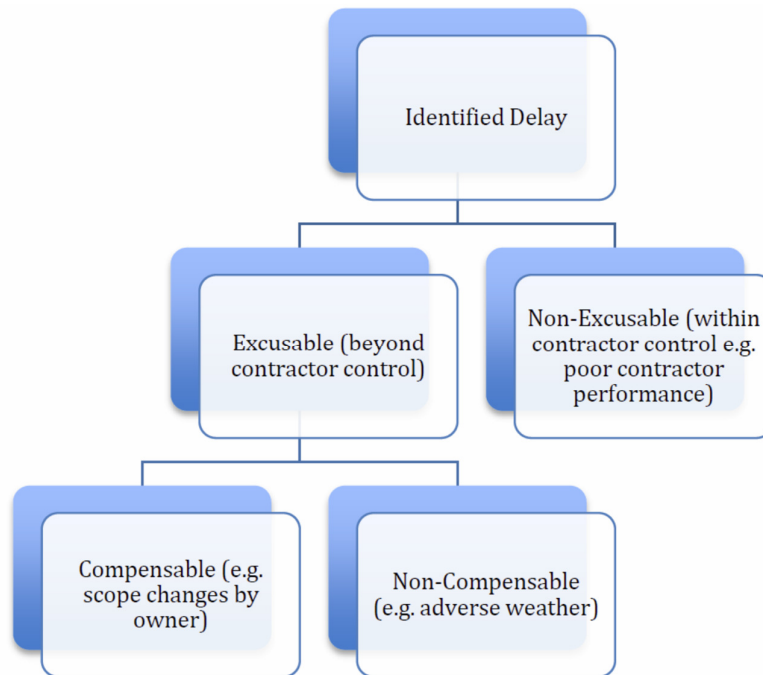 Identified Delay
Excusable (beyond
contractor control)
Non-Excusable (within
contractor control e.g.
poor contractor
performance)
Compensable (e.g.
scope changes by
owner)
Non-Compensable
(e.g. adverse weather)